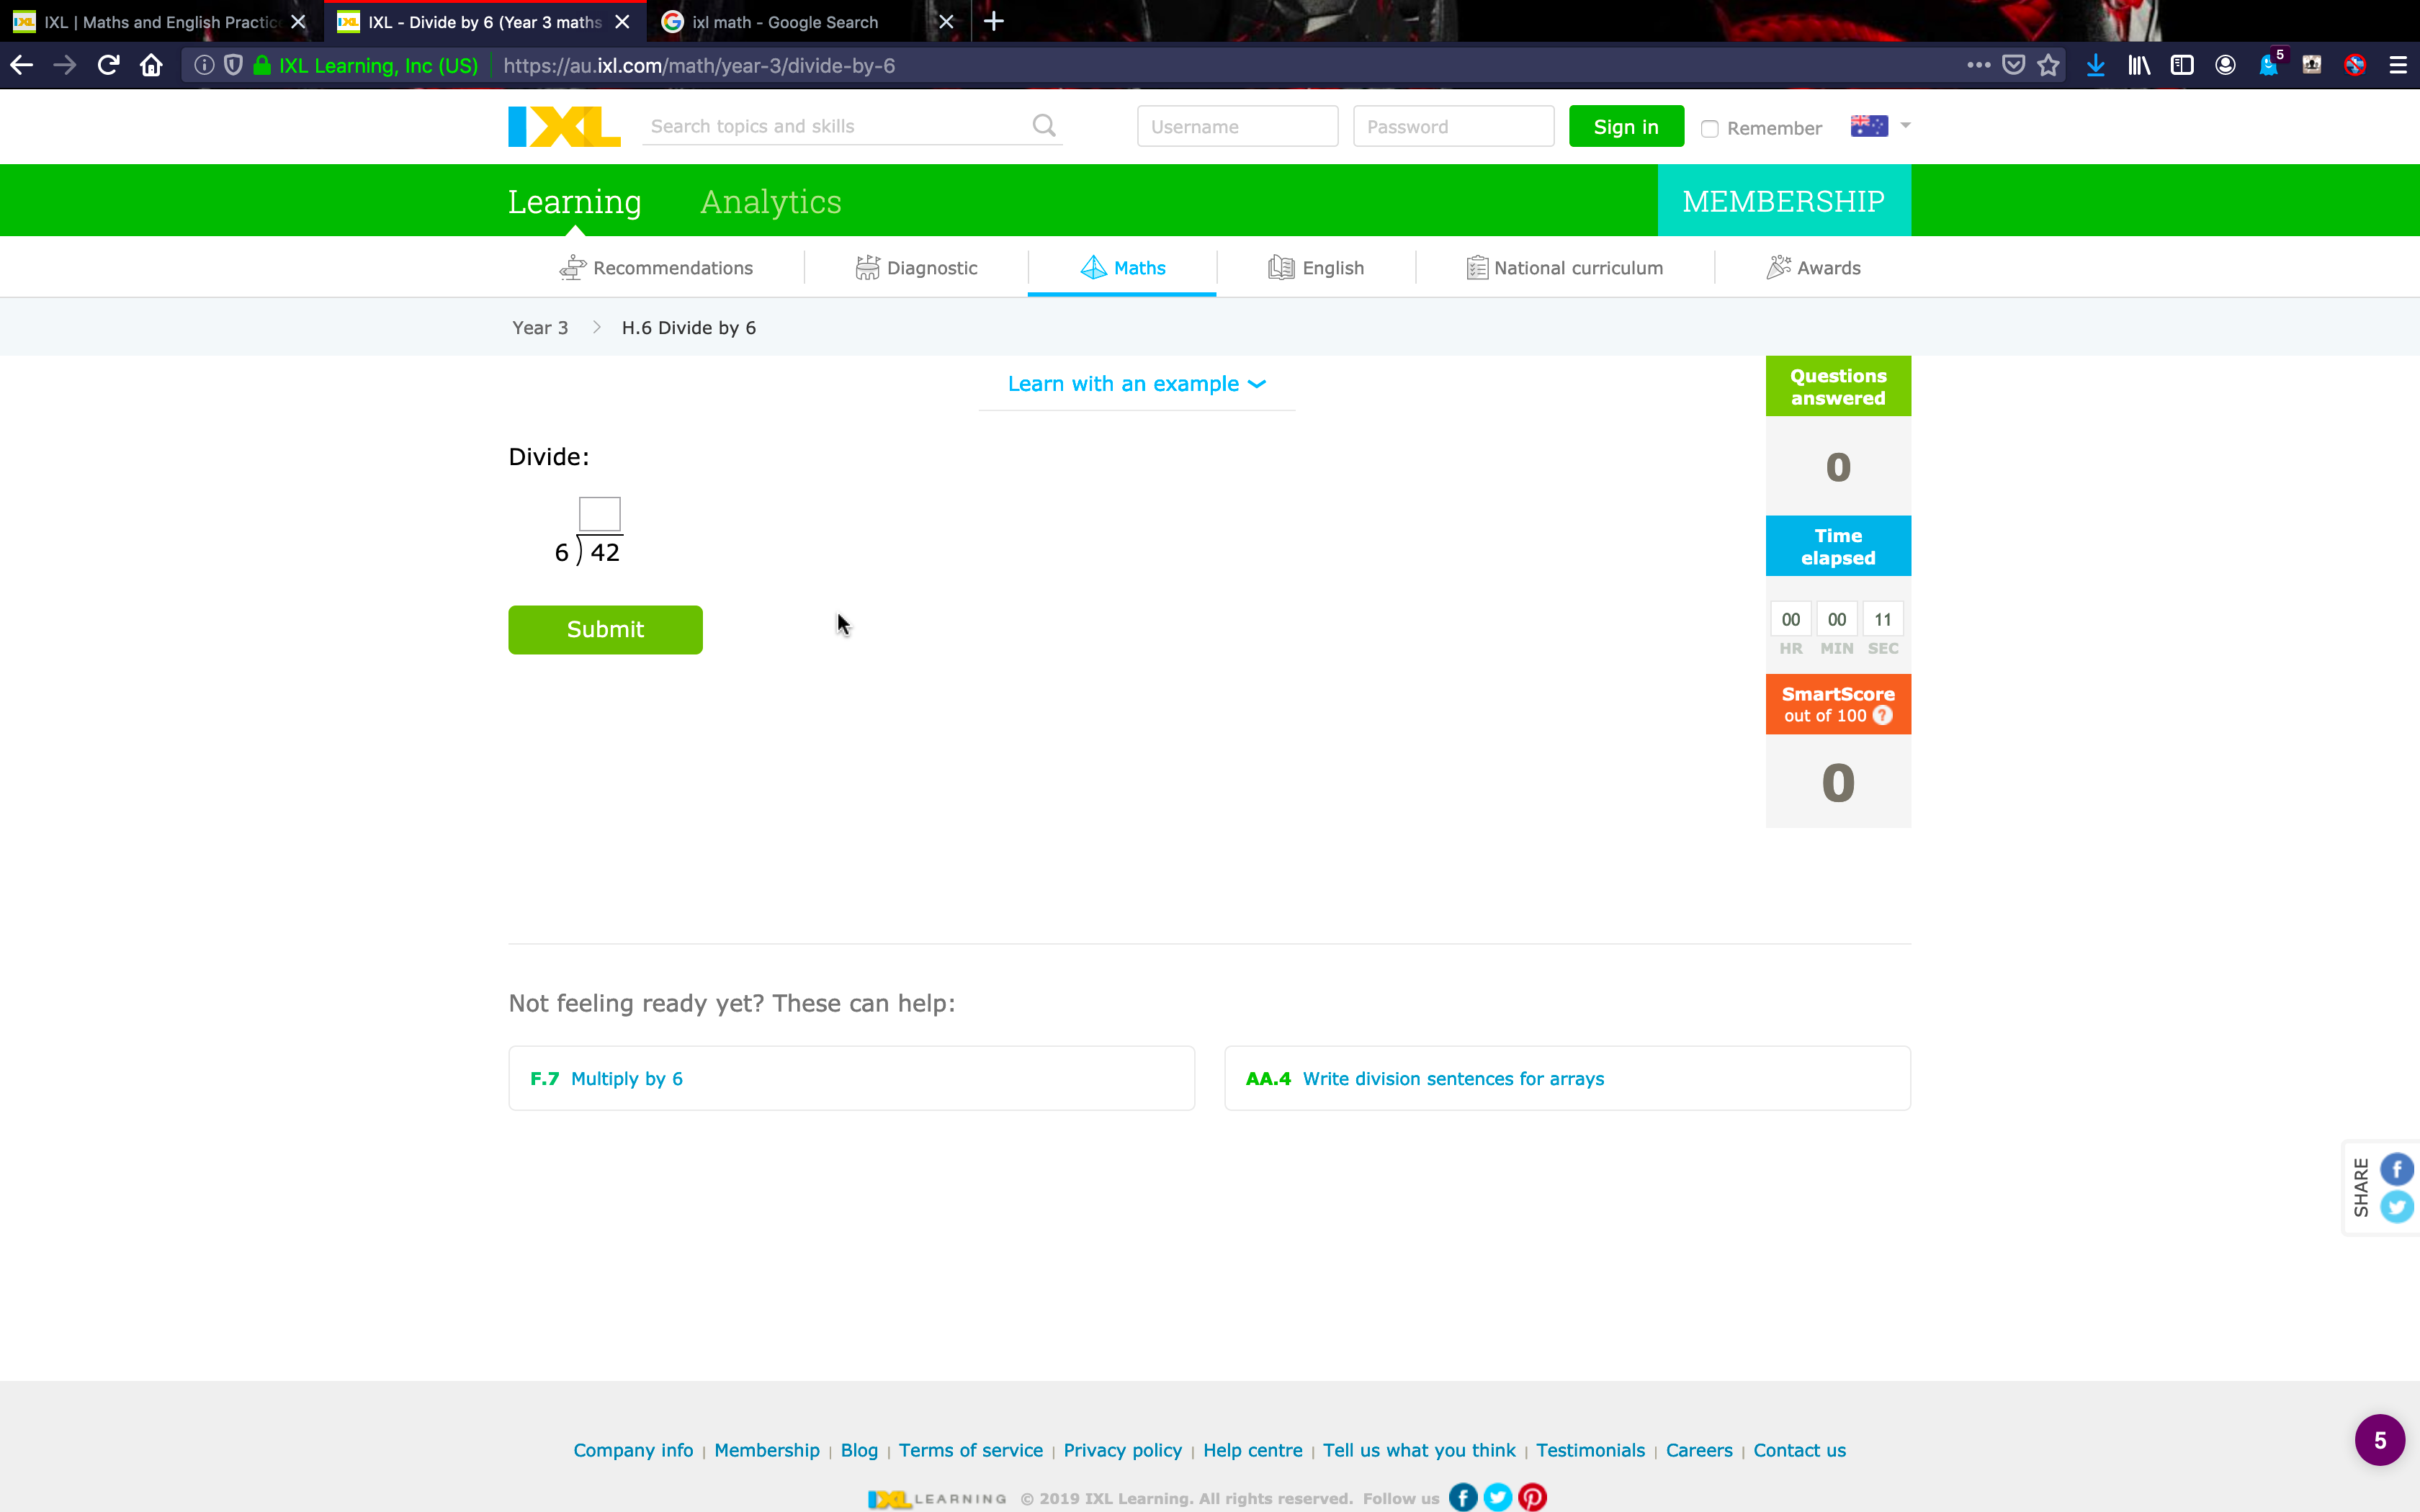 IXL | Maths and English Practic
IXL - Divide by 6 (Year 3 maths
ixl math - Google Search
IXL Learning, Inc (US)
https://au.ixl.com/math/year-3/divide-by-6
5
IXL
Search topics and skills
Username
Password
Sign in
Remember
Learning
Analytics
MEMBERSHIP
Recommendations
Diagnostic
Maths
English
National curriculum
Awards
Year 3 > H.6 Divide by 6
Learn with an example
Divide:
6 ) 42
Submit
Questions
answered
0
Time
elapsed
00 00 11
HR MIN SEC
SmartScore
out of 100 ?
0
Not feeling ready yet? These can help:
F.7 Multiply by 6
AA.4 Write division sentences for arrays
SHARE
Company info | Membership | Blog | Terms of service | Privacy policy | Help centre | Tell us what you think | Testimonials | Careers | Contact us
IXL LEARNING © 2019 IXL Learning. All rights reserved. Follow us
5